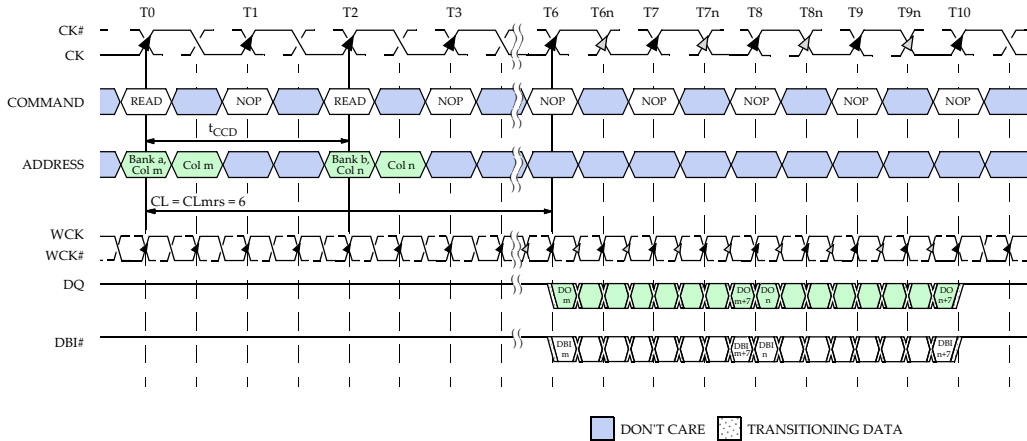 T0 T1 T2 T3 T6 T6n T7 T7n T8 T8n T9 T9n T10
CK#
CK
COMMAND READ NOP READ NOP NOP NOP NOP NOP NOP
tCCD
ADDRESS Bank a, Col m Col m Bank b, Col n Col n
CL = CLmrs = 6
WCK
WCK#
DQ DO m DO m+7 DO n DO n+7
DBI# DBI m DBI m+7 DBI n DBI n+7
DON'T CARE TRANSITIONING DATA